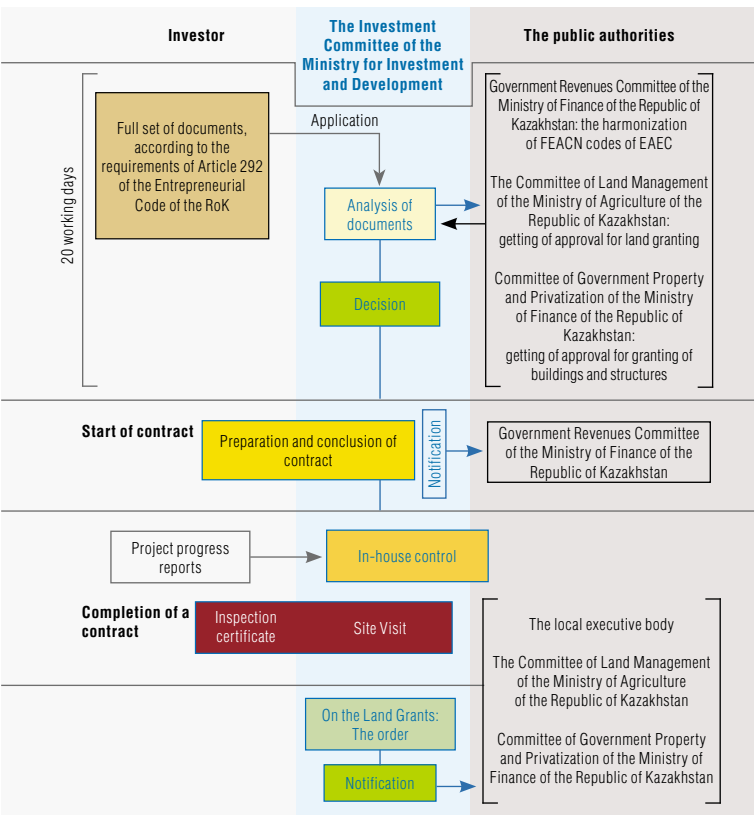 Investor
The Investment
Committee of the
Ministry for Investment
and Development
The public authorities
20 working days
Full set of documents,
according to the
requirements of Article 292
of the Entrepreneurial
Code of the RoK
Application
Analysis of
documents
Decision
Government Revenues Committee of the
Ministry of Finance of the Republic of
Kazakhstan: the harmonization
of FEACN codes of EAEC
The Committee of Land Management
of the Ministry of Agriculture of the
Republic of Kazakhstan:
getting of approval for land granting
Committee of Government Property
and Privatization of the Ministry
of Finance of the Republic of
Kazakhstan:
getting of approval for granting of
buildings and structures
Start of contract
Preparation and conclusion of
contract
Notification
Government Revenues Committee
of the Ministry of Finance of the
Republic of Kazakhstan
Project progress
reports
In-house control
Completion of a
contract
Inspection
certificate
Site Visit
The local executive body
The Committee of Land Management
of the Ministry of Agriculture
of the Republic of Kazakhstan
Committee of Government Property
and Privatization of the Ministry of
Finance of the Republic of Kazakhstan
On the Land Grants:
The order
Notification